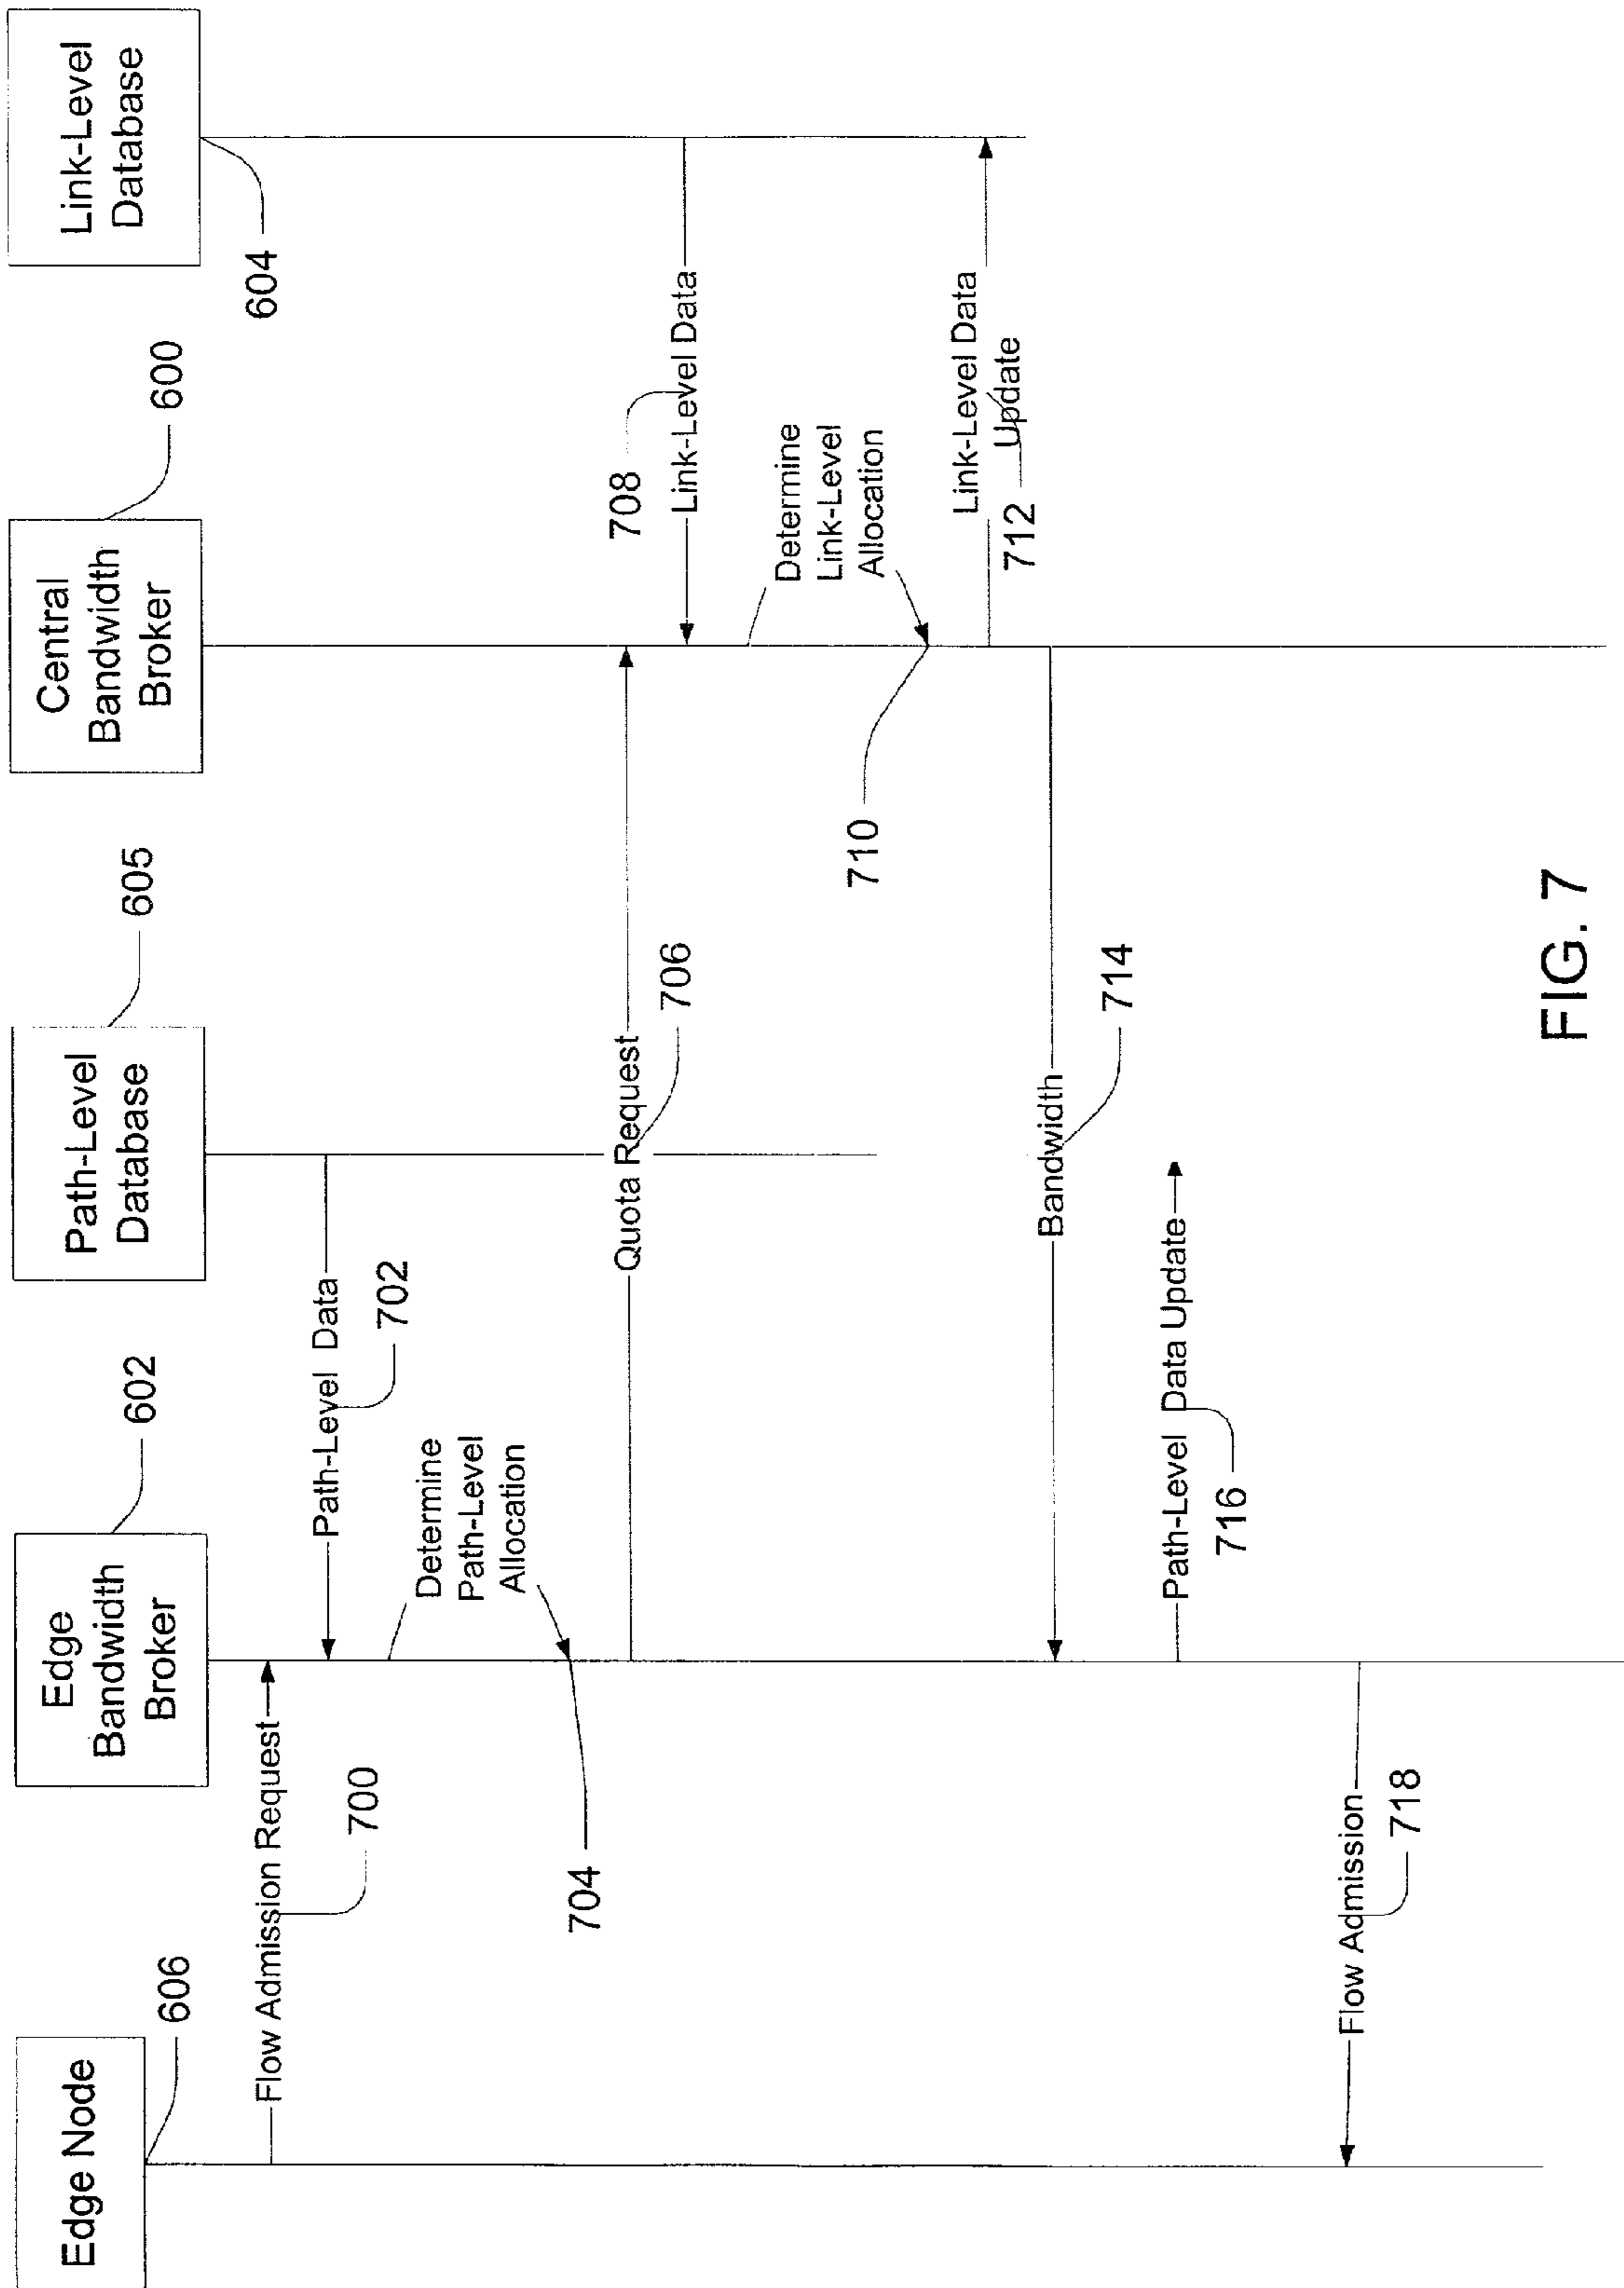 Edge Node
606
Edge
Bandwidth
Broker
602
Path-Level
Database
605
Central
Bandwidth
Broker
600
Link-Level
Database
604
Flow Admission Request
700
Path-Level Data
702
Determine
Path-Level
Allocation
704
Quota Request
706
708
Link-Level Data
Determine
Link-Level
Allocation
710
Link-Level Data
Update
712
Bandwidth
714
Path-Level Data Update
716
Flow Admission
718
FIG. 7